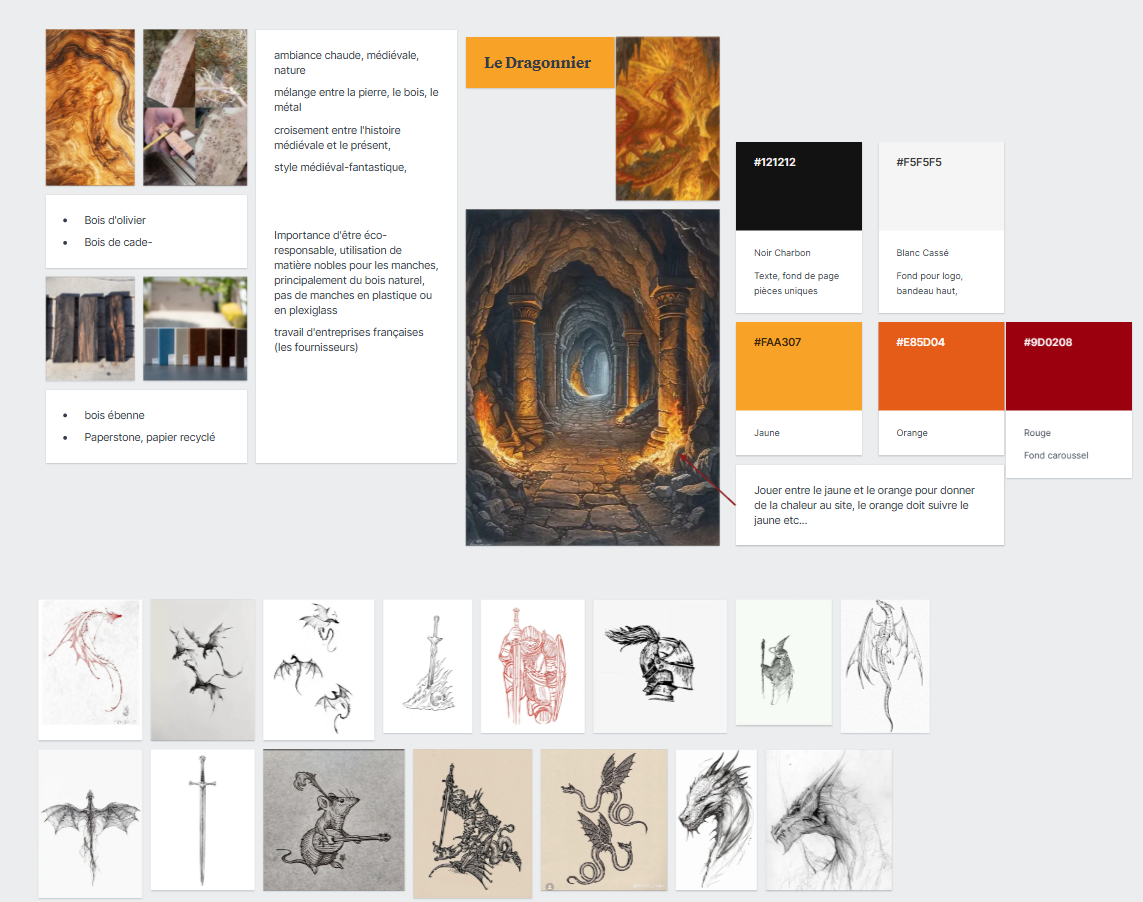 ambiance chaude, médiévale,
nature
mélange entre la pierre, le bois, le
métal
croisement entre l'histoire
médiévale et le présent,
style médiéval-fantastique,
Importance d'être éco-
responsable, utilisation de
matière nobles pour les manches,
principalement du bois naturel,
pas de manches en plastique ou
en plexiglass
travail d'entreprises françaises
(les fournisseurs)
Bois d'olivier
Bois de cade-
bois ébenne
Paperstone, papier recyclé
Le Dragonnier
#121212
Noir Charbon
Texte, fond de page
pièces uniques
#F5F5F5
Blanc Cassé
Fond pour logo,
bandeau haut,
#FAA307
Jaune
#E85D04
Orange
#9D0208
Rouge
Fond caroussel
Jouer entre le jaune et le orange pour donner
de la chaleur au site, le orange doit suivre le
jaune etc...